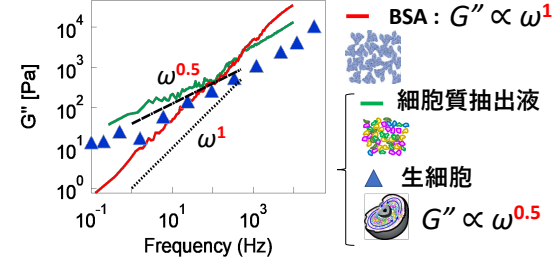 G" [Pa]
10⁴
10³
10²
10¹
10⁰
ω0.5
ω1
10⁻¹
10¹
10³
Frequency (Hz)
BSA : G″ ∝ ω1
細胞質抽出液
生細胞
G″ ∝ ω0.5